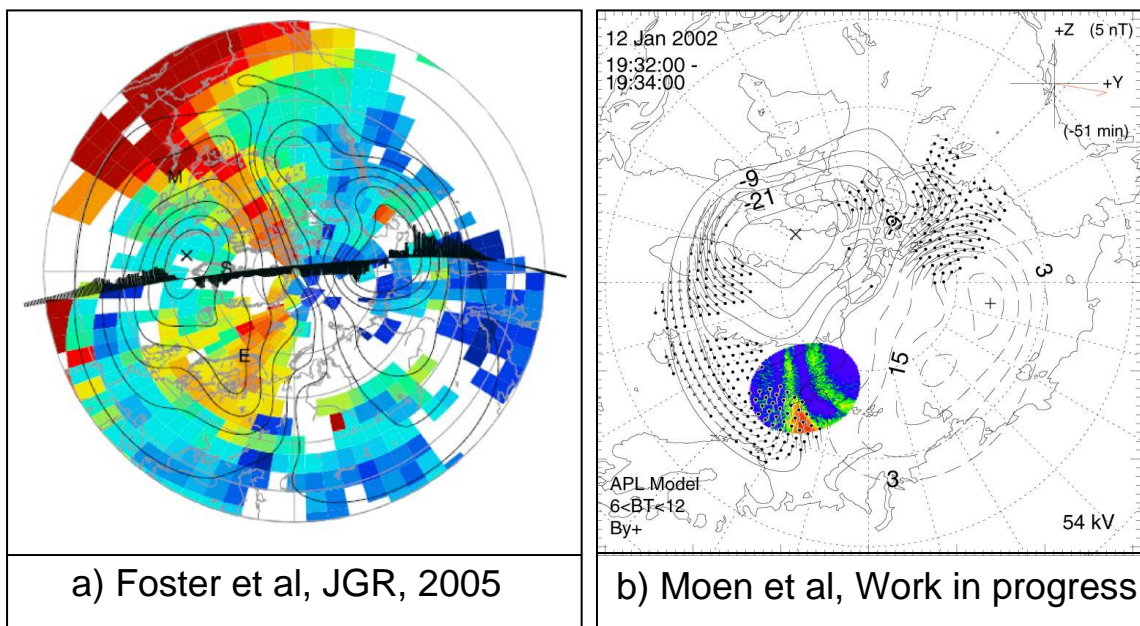 M
×
S
+
E
a) Foster et al, JGR, 2005
12 Jan 2002
19:32:00 -
19:34:00
+Z (5 nT)
+Y
(-51 min)
-9
-21
×
3
+
15
3
APL Model
6<BT<12
By+
54 kV
b) Moen et al, Work in progress